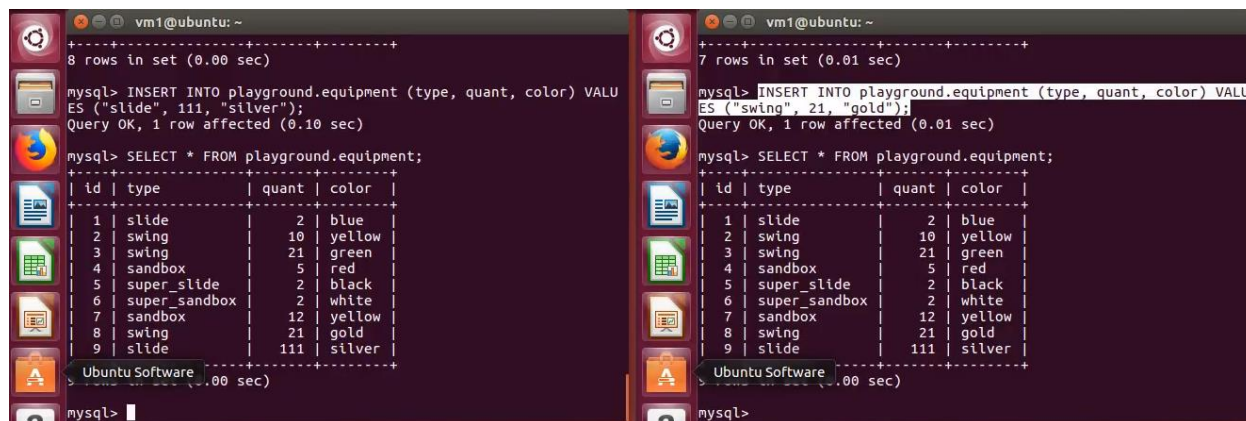 vm1@ubuntu: ~
+----+---------------+-------+--------+
8 rows in set (0.00 sec)
mysql> INSERT INTO playground.equipment (type, quant, color) VALU
ES ("slide", 111, "silver");
Query OK, 1 row affected (0.10 sec)
mysql> SELECT * FROM playground.equipment;
+----+---------------+-------+--------+
| id | type | quant | color |
+----+---------------+-------+--------+
| 1 | slide | 2 | blue |
| 2 | swing | 10 | yellow |
| 3 | swing | 21 | green |
| 4 | sandbox | 5 | red |
| 5 | super_slide | 2 | black |
| 6 | super_sandbox | 2 | white |
| 7 | sandbox | 12 | yellow |
| 8 | swing | 21 | gold |
| 9 | slide | 111 | silver |
Ubuntu Software
.00 sec)
mysql>
vm1@ubuntu: ~
+----+---------------+-------+--------+
7 rows in set (0.01 sec)
mysql> INSERT INTO playground.equipment (type, quant, color) VALU
ES ("swing", 21, "gold");
Query OK, 1 row affected (0.01 sec)
mysql> SELECT * FROM playground.equipment;
+----+---------------+-------+--------+
| id | type | quant | color |
+----+---------------+-------+--------+
| 1 | slide | 2 | blue |
| 2 | swing | 10 | yellow |
| 3 | swing | 21 | green |
| 4 | sandbox | 5 | red |
| 5 | super_slide | 2 | black |
| 6 | super_sandbox | 2 | white |
| 7 | sandbox | 12 | yellow |
| 8 | swing | 21 | gold |
| 9 | slide | 111 | silver |
Ubuntu Software
.00 sec)
mysql>